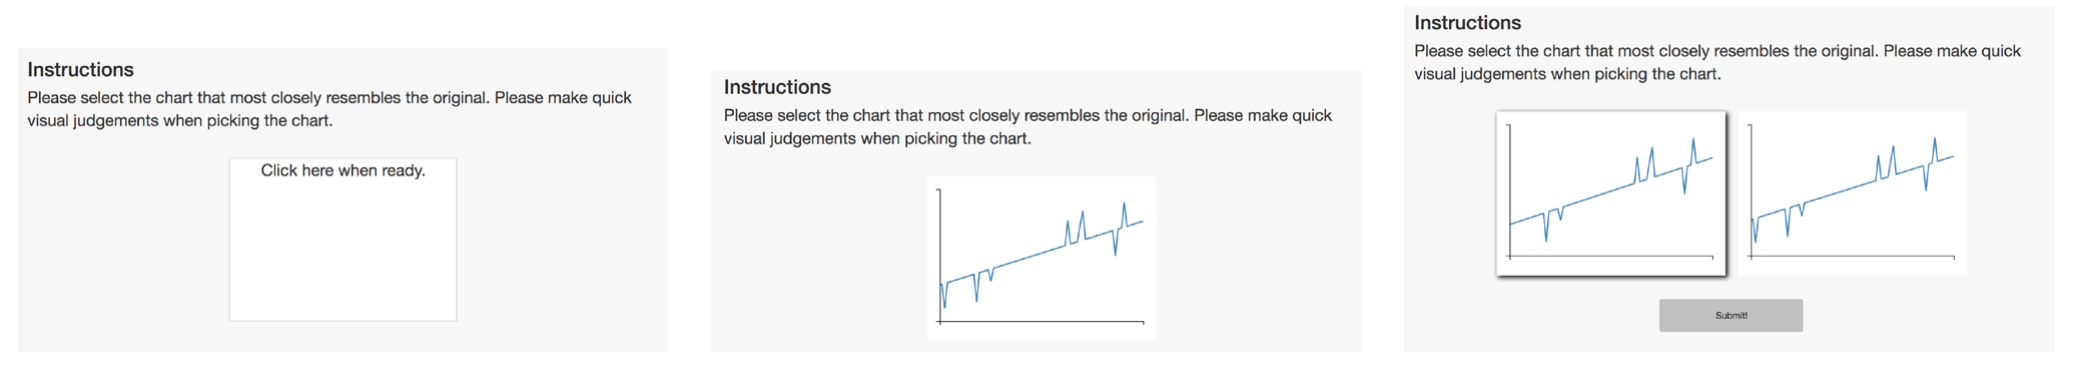 Instructions
Please select the chart that most closely resembles the original. Please make quick
visual judgements when picking the chart.
Click here when ready.
Instructions
Please select the chart that most closely resembles the original. Please make quick
visual judgements when picking the chart.
Instructions
Please select the chart that most closely resembles the original. Please make quick
visual judgements when picking the chart.
Submit!